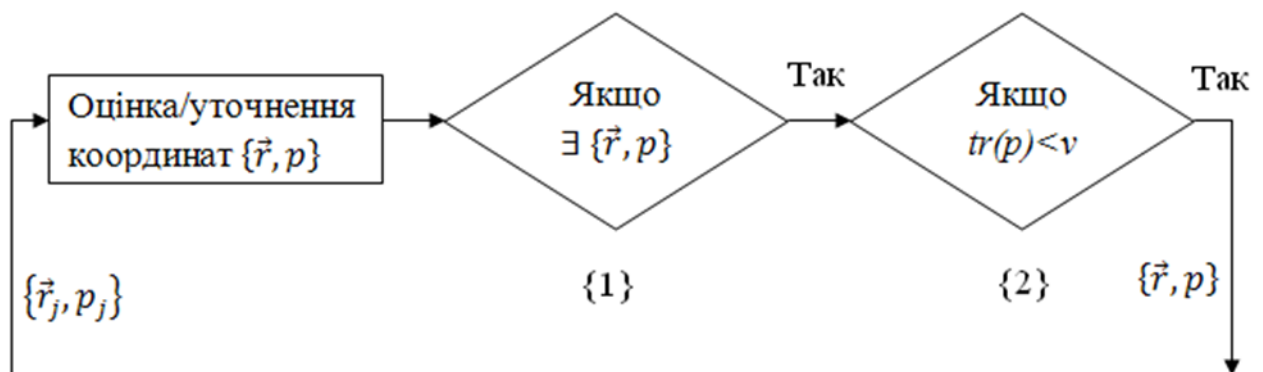 Оцінка/уточнення
координат {r⃗, p}
Якщо
∃ {r⃗, p}
Так
Якщо
tr(p)<v
Так
{r⃗ⱼ, pⱼ}
{1}
{2}
{r⃗, p}